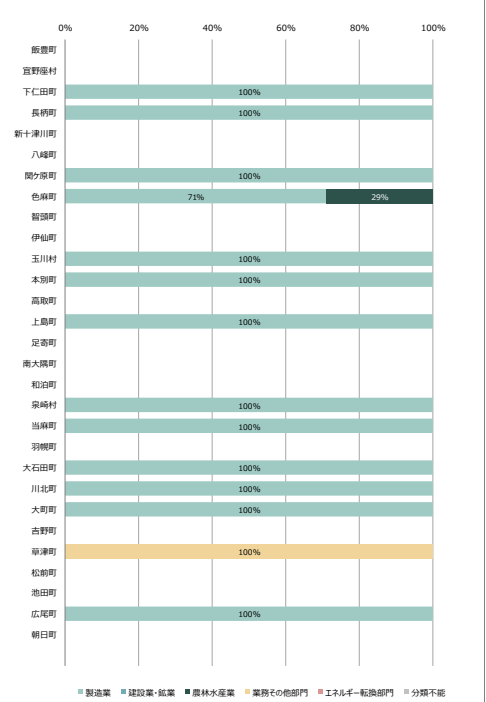 0% 20% 40% 60% 80% 100%
飯豊町
宜野座村
下仁田町 100%
長柄町 100%
新十津川町
八峰町
関ケ原町 100%
色麻町 71% 29%
智頭町
伊仙町
玉川村 100%
本別町 100%
高取町
上島町 100%
足寄町
南大隅町
和泊町
泉崎村 100%
当麻町 100%
羽幌町
大石田町 100%
川北町 100%
大町町 100%
吉野町
草津町 100%
松前町
池田町
広尾町 100%
朝日町
製造業 建設業・鉱業 農林水産業 業務その他部門 エネルギー転換部門 分類不能